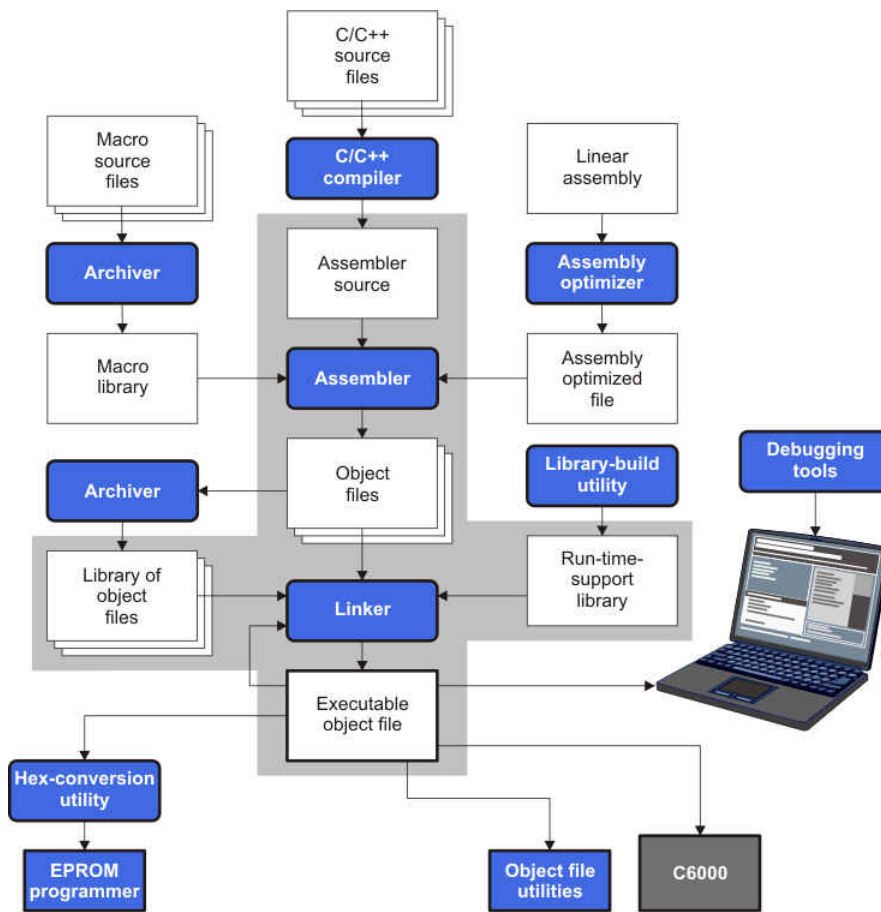 C/C++
source
files
Macro
source
files
C/C++
compiler
Linear
assembly
Archiver
Assembler
source
Assembly
optimizer
Macro
library
Assembler
Assembly
optimized
file
Archiver
Object
files
Library-build
utility
Debugging
tools
Library of
object
files
Linker
Run-time-
support
library
Executable
object file
Hex-conversion
utility
EPROM
programmer
Object file
utilities
C6000